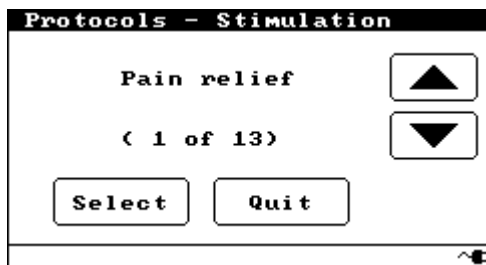 Protocols - Stimulation
Pain relief
( 1 of 13)
Select Quit